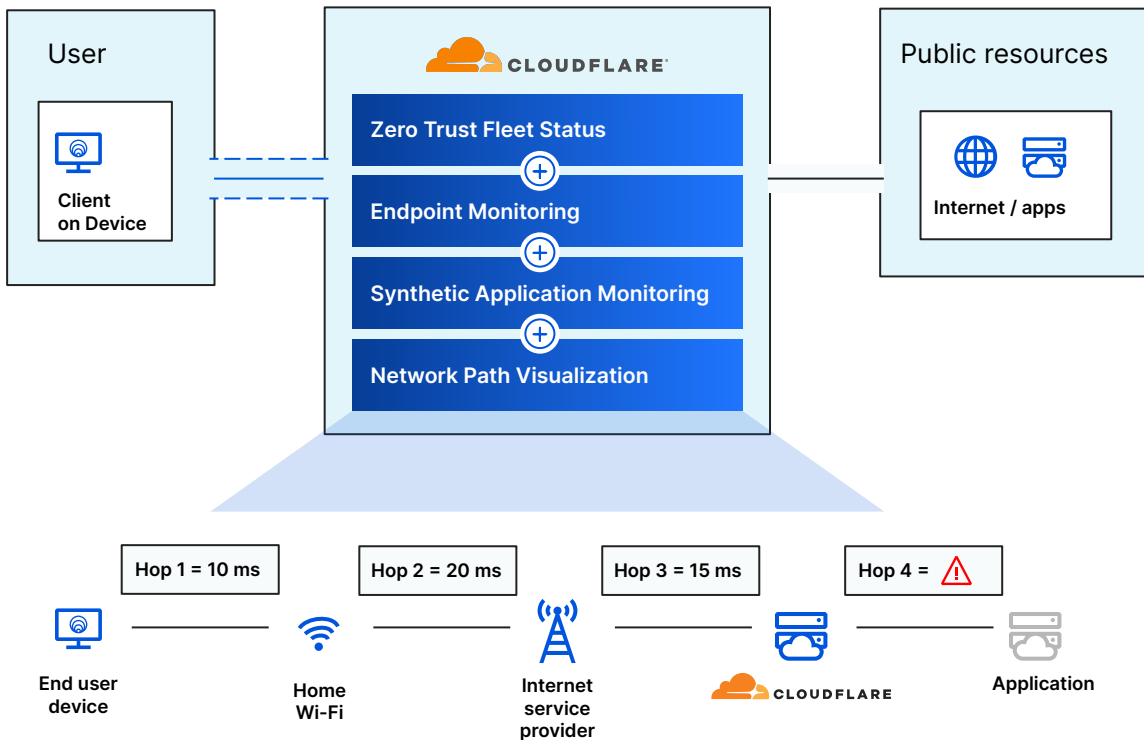 User
Client
on Device
CLOUDFLARE
Zero Trust Fleet Status
Endpoint Monitoring
Synthetic Application Monitoring
Network Path Visualization
Public resources
Internet / apps
Hop 1 = 10 ms
Hop 2 = 20 ms
Hop 3 = 15 ms
Hop 4 =
End user
device
Home
Wi-Fi
Internet
service
provider
CLOUDFLARE
Application